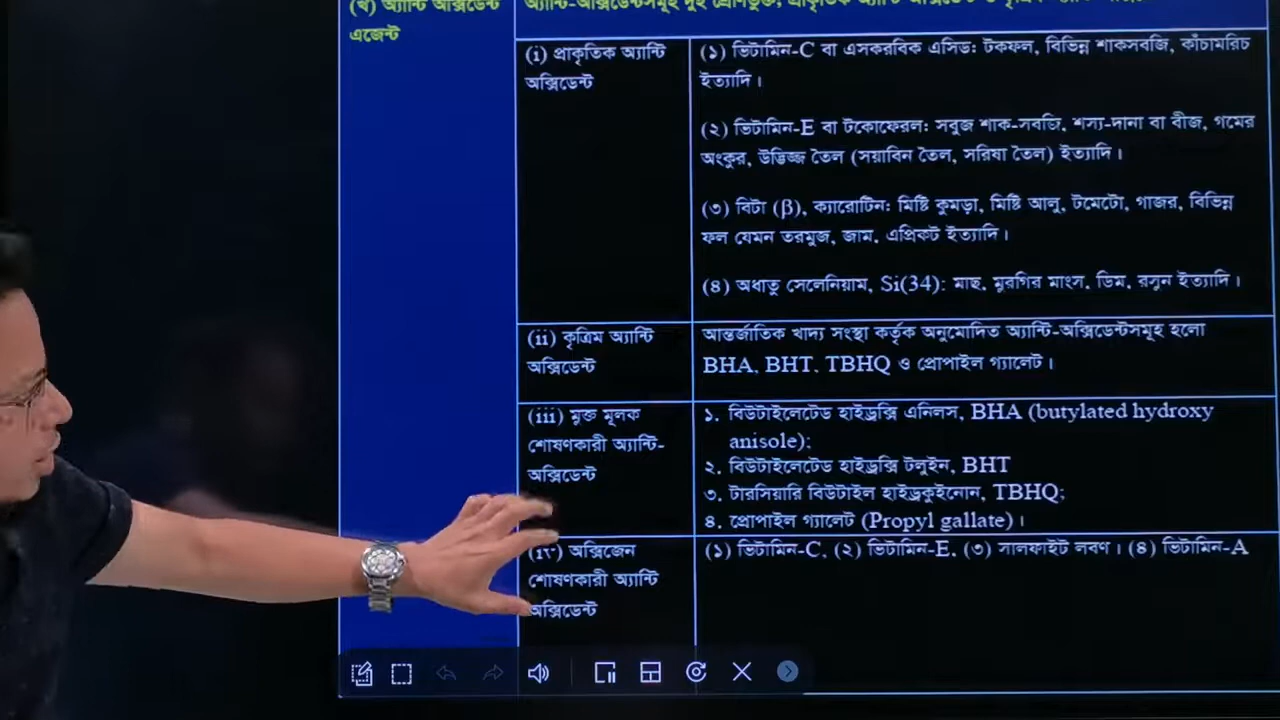 (খ) অ্যান্টি অক্সিডেন্ট
এজেন্ট
অ্যান্টি-অক্সিডেন্টসমূহ দুই শ্রেণিভুক্ত, প্রাকৃতিক অ্যান্টি অক্সিডেন্ট ও কৃত্রিম
(i) প্রাকৃতিক অ্যান্টি
অক্সিডেন্ট
(১) ভিটামিন-C বা এসকরবিক এসিড: টকফল, বিভিন্ন শাকসবজি, কাঁচামরিচ
ইত্যাদি।
(২) ভিটামিন-E বা টকোফেরল: সবুজ শাক-সবজি, শস্য-দানা বা বীজ, গমের
অংকুর, উদ্ভিজ্জ তৈল (সয়াবিন তৈল, সরিষা তৈল) ইত্যাদি।
(৩) বিটা (β), ক্যারোটিন: মিষ্টি কুমড়া, মিষ্টি আলু, টমেটো, গাজর, বিভিন্ন
ফল যেমন তরমুজ, জাম, এপ্রিকট ইত্যাদি।
(৪) অধাতু সেলেনিয়াম, Si(34): মাছ, মুরগির মাংস, ডিম, রসুন ইত্যাদি।
(ii) কৃত্রিম অ্যান্টি
অক্সিডেন্ট
আন্তর্জাতিক খাদ্য সংস্থা কর্তৃক অনুমোদিত অ্যান্টি-অক্সিডেন্টসমূহ হলো
BHA, BHT, TBHQ ও প্রোপাইল গ্যালেট।
(iii) মুক্ত মূলক
শোষণকারী অ্যান্টি-
অক্সিডেন্ট
১. বিউটাইলেটেড হাইড্রক্সি এনিলস, BHA (butylated hydroxy
anisole);
২. বিউটাইলেটেড হাইড্রক্সি টলুইন, BHT
৩. টারসিয়ারি বিউটাইল হাইড্রকুইনোন, TBHQ;
৪. প্রোপাইল গ্যালেট (Propyl gallate)।
(iv) অক্সিজেন
শোষণকারী অ্যান্টি
অক্সিডেন্ট
(১) ভিটামিন-C, (২) ভিটামিন-E, (৩) সালফাইট লবণ। (৪) ভিটামিন-A